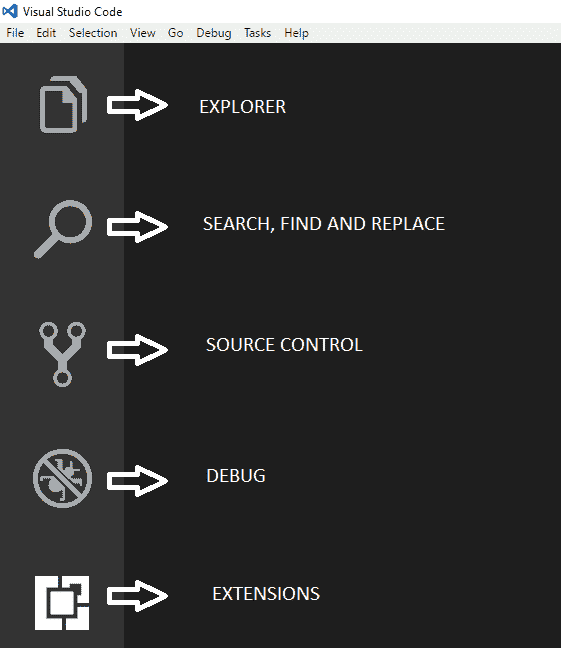 Visual Studio Code
File Edit Selection View Go Debug Tasks Help
EXPLORER
SEARCH, FIND AND REPLACE
SOURCE CONTROL
DEBUG
EXTENSIONS